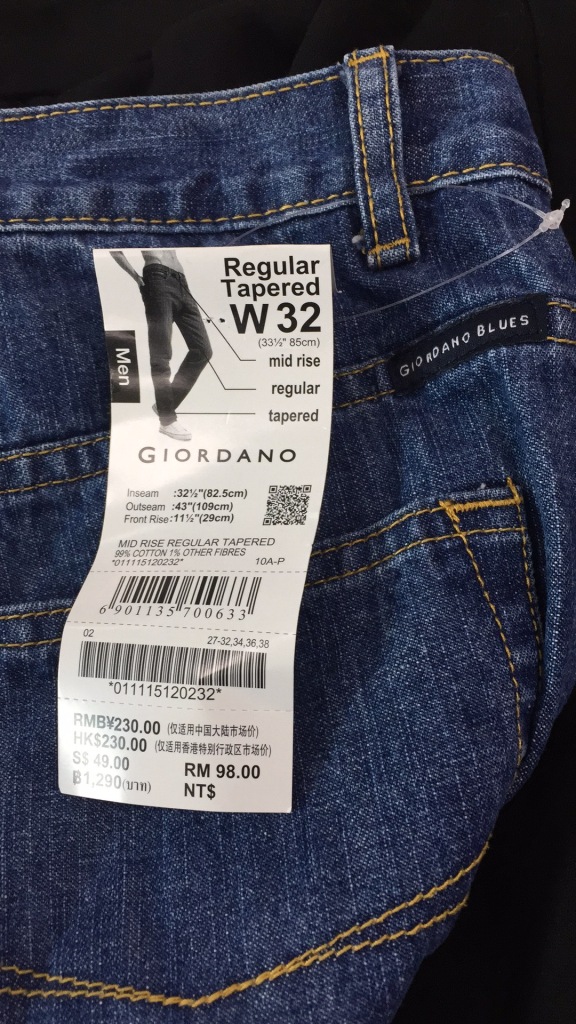 Regular
Tapered
W 32
(33½" 85cm)
mid rise
regular
tapered
Men
GIORDANO
Inseam :32½"(82.5cm)
Outseam :43"(109cm)
Front Rise:11½"(29cm)
MID RISE REGULAR TAPERED
99% COTTON 1% OTHER FIBRES
*011115120232* 10A-P
6 901135 700633
02 27-32,34,36,38
*011115120232*
RMB¥230.00 (仅适用中国大陆市场价)
HK$230.00 (仅适用香港特别行政区市场价)
S$ 49.00 RM 98.00
฿1,290(บาท) NT$
GIORDANO BLUES